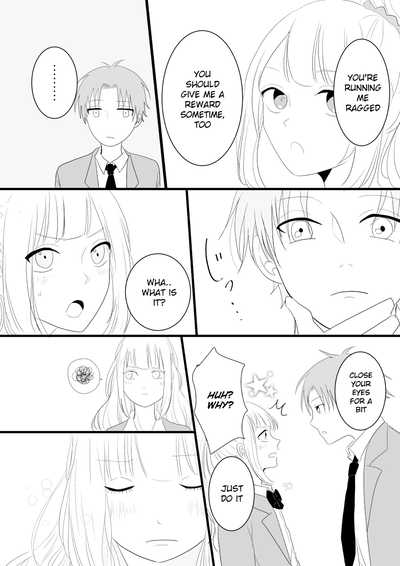 YOU'RE
RUNNING
ME
RAGGED
YOU
SHOULD
GIVE ME A
REWARD
SOMETIME,
TOO
........
WHA..
WHAT IS
IT?
CLOSE
YOUR
EYES
FOR A
BIT
HUH?
WHY?
JUST
DO IT